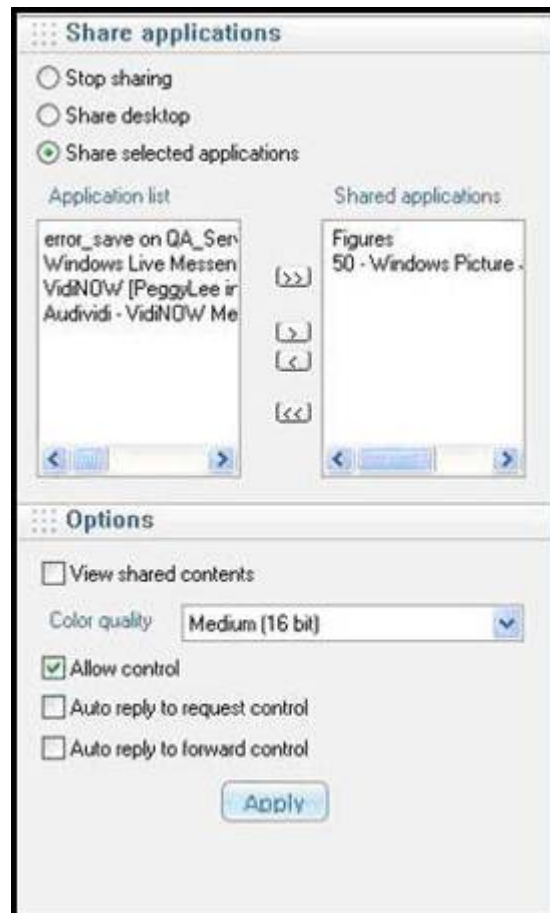 Share applications
Stop sharing
Share desktop
Share selected applications
Application list
Shared applications
error_save on QA_Serv
Windows Live Messen
VidiNOW [PeggyLee in
Audividi - VidiNOW Me
Figures
50 - Windows Picture
(>>)
(>)
(<)
(<<)
Options
View shared contents
Color quality
Medium (16 bit)
Allow control
Auto reply to request control
Auto reply to forward control
Apply